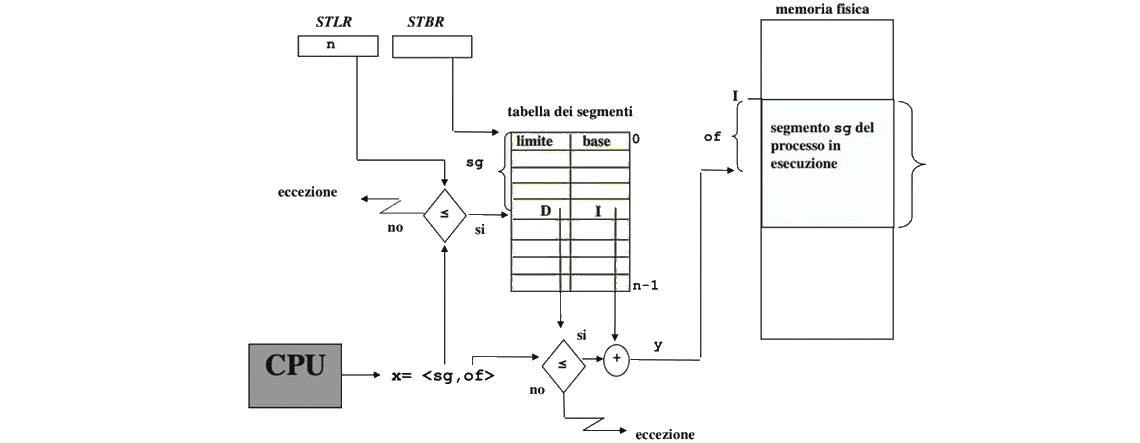 memoria fisica
STLR STBR
n
I
tabella dei segmenti
limite base 0
of
segmento sg del
processo in
esecuzione
sg
eccezione
D I
≤
no si
n-1
si
y
CPU
x= <sg,of>
≤
+
no
eccezione